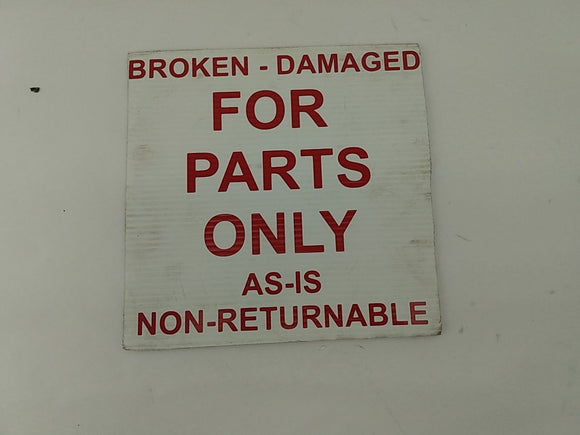 BROKEN - DAMAGED
FOR
PARTS
ONLY
AS-IS
NON-RETURNABLE